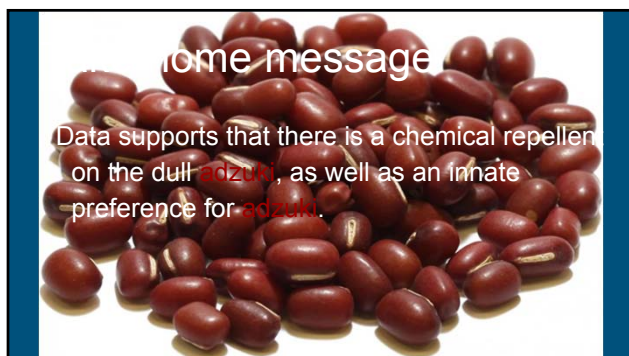 home message
Data supports that there is a chemical repellent
on the dull adzuki, as well as an innate
preference for adzuki.